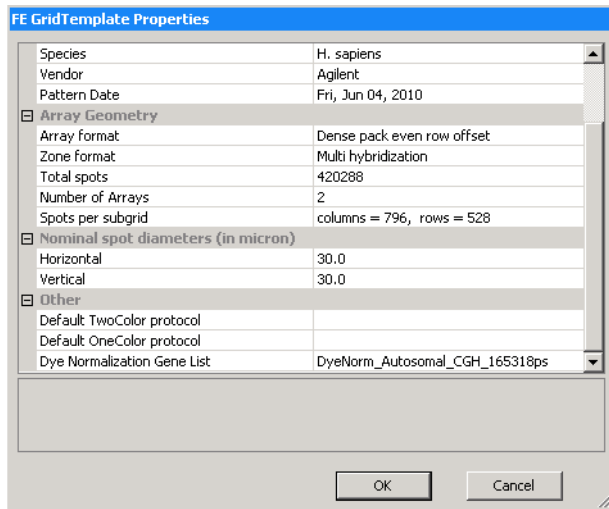 FE GridTemplate Properties
Species H. sapiens
Vendor Agilent
Pattern Date Fri, Jun 04, 2010
Array Geometry
Array format Dense pack even row offset
Zone format Multi hybridization
Total spots 420288
Number of Arrays 2
Spots per subgrid columns = 796, rows = 528
Nominal spot diameters (in micron)
Horizontal 30.0
Vertical 30.0
Other
Default TwoColor protocol
Default OneColor protocol
Dye Normalization Gene List DyeNorm_Autosomal_CGH_165318ps
OK Cancel